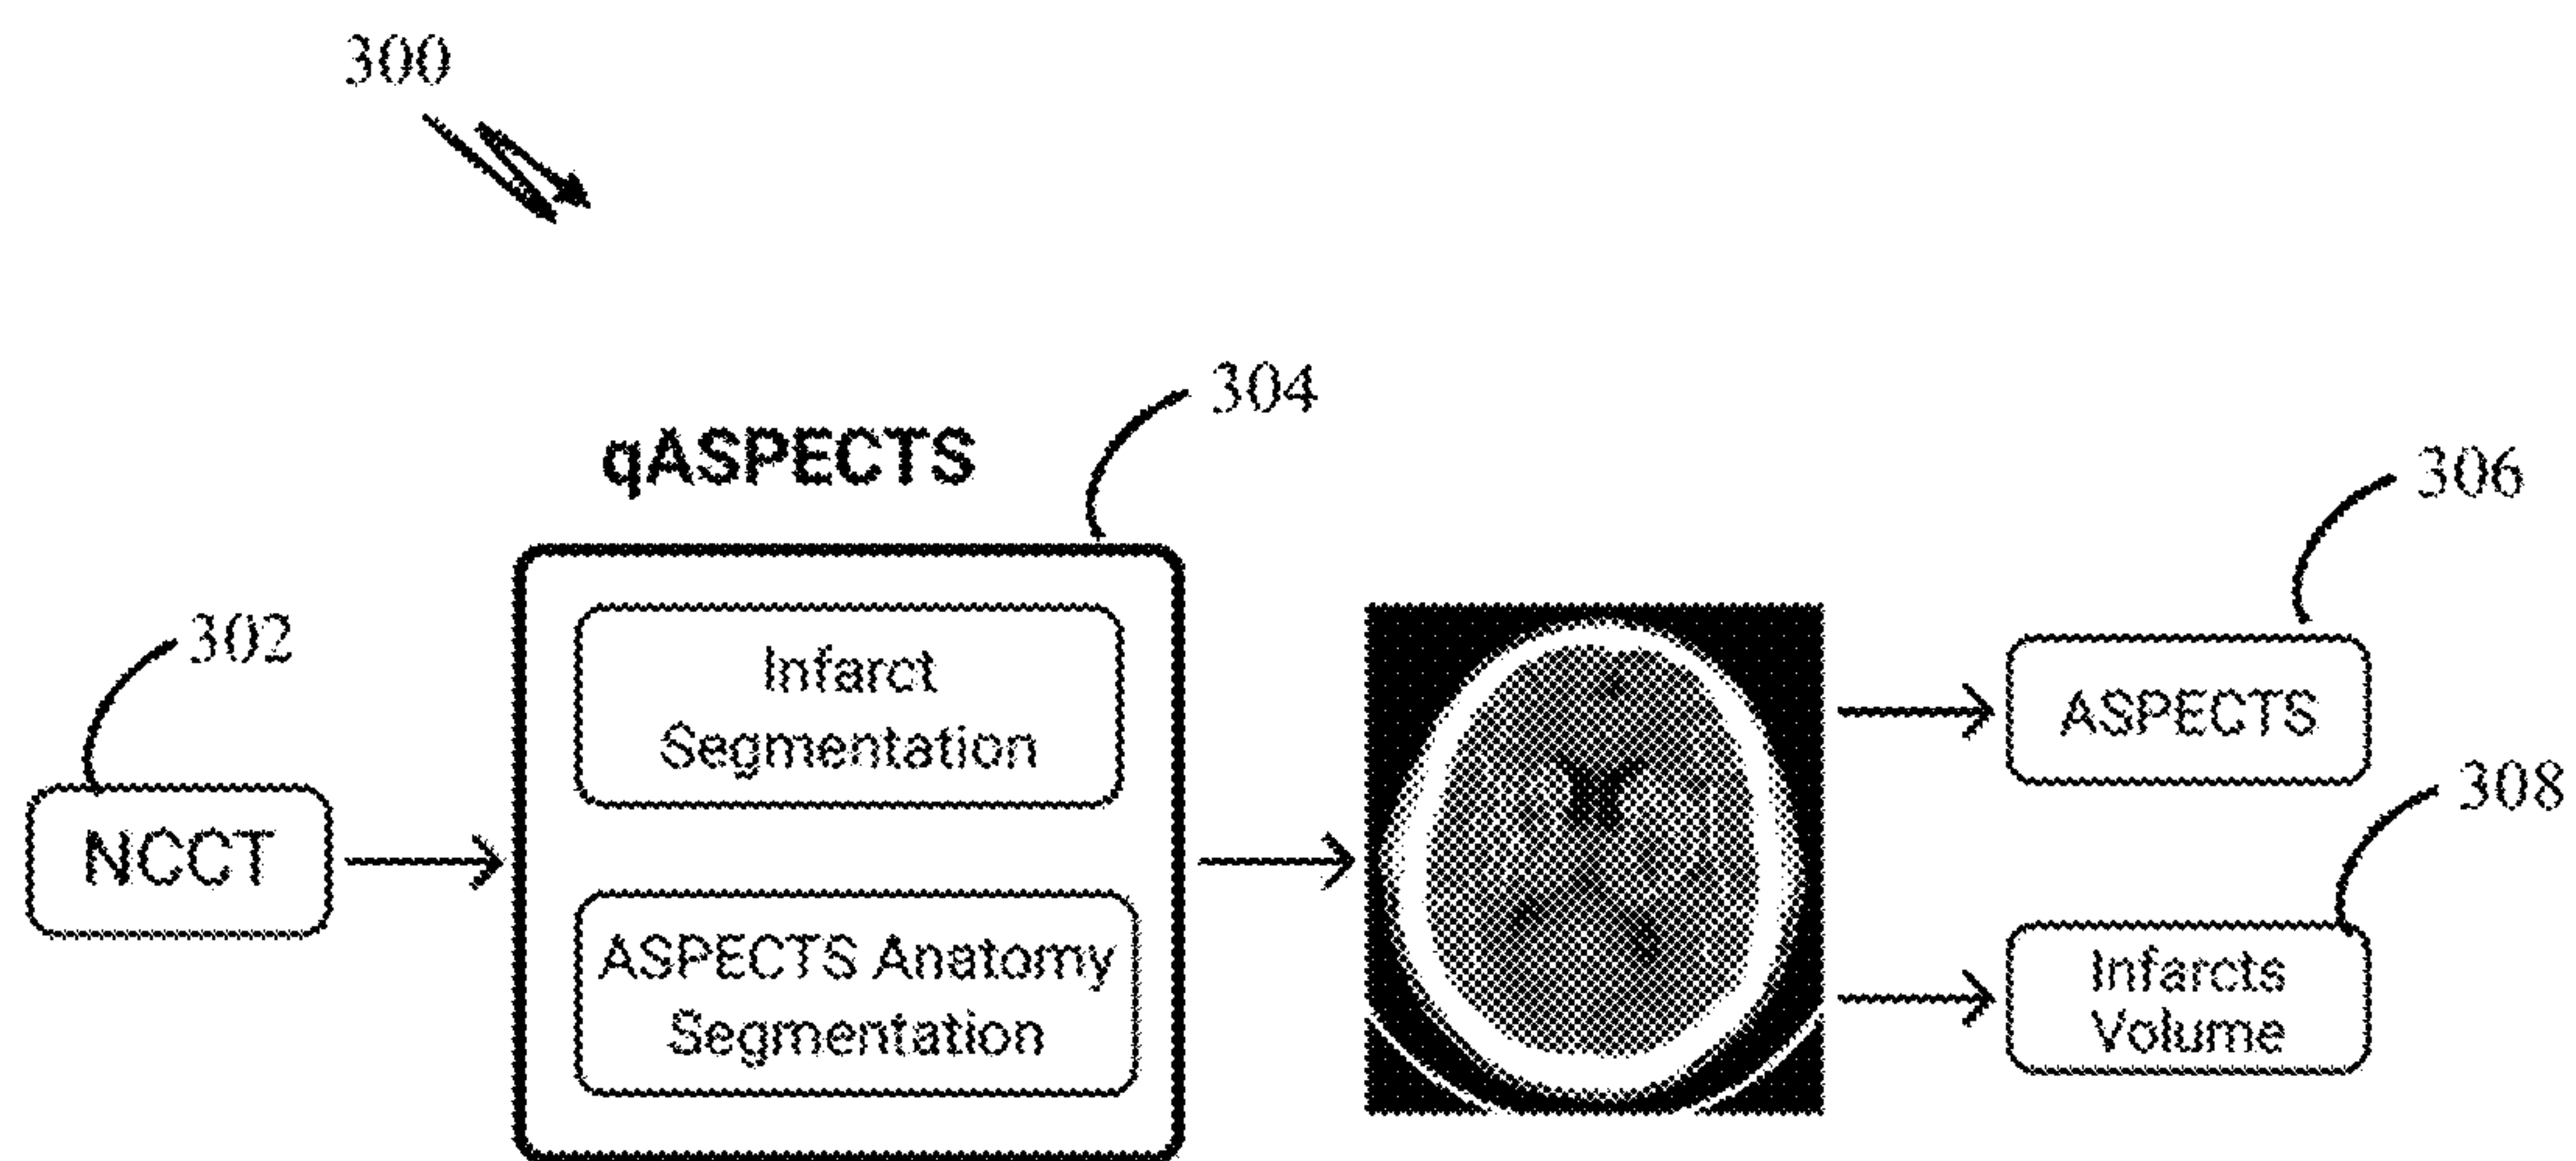 300
304
qASPECTS
306
302
Infarct
Segmentation
ASPECTS
308
NCCT
ASPECTS Anatomy
Segmentation
Infarcts
Volume